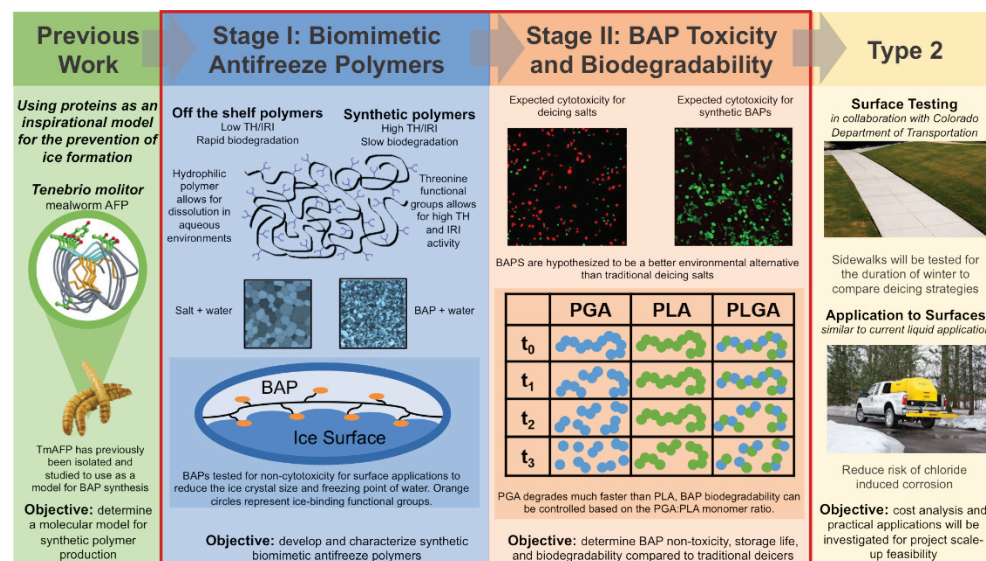 Previous
Work
Using proteins as an
inspirational model
for the prevention of
ice formation
Tenebrio molitor
mealworm AFP
TmAFP has previously
been isolated and
studied to use as a
model for BAP synthesis
Objective: determine
a molecular model for
synthetic polymer
production
Stage I: Biomimetic
Antifreeze Polymers
Off the shelf polymers
Low TH/IRI
Rapid biodegradation
Synthetic polymers
High TH/IRI
Slow biodegradation
Hydrophilic
polymer
allows for
dissolution in
aqueous
environments
Threonine
functional
groups allows
for high TH
and IRI
activity
Salt + water
BAP + water
BAP
Ice Surface
BAPs tested for non-cytotoxicity for surface applications to
reduce the ice crystal size and freezing point of water. Orange
circles represent ice-binding functional groups.
Objective: develop and characterize synthetic
biomimetic antifreeze polymers
Stage II: BAP Toxicity
and Biodegradability
Expected cytotoxicity for
deicing salts
Expected cytotoxicity for
synthetic BAPs
BAPS are hypothesized to be a better environmental alternative
than traditional deicing salts
PGA PLA PLGA
t0
t1
t2
t3
PGA degrades much faster than PLA, BAP biodegradability can
be controlled based on the PGA:PLA monomer ratio.
Objective: determine BAP non-toxicity, storage life,
and biodegradability compared to traditional deicers
Type 2
Surface Testing
in collaboration with Colorado
Department of Transportation
Sidewalks will be tested for
the duration of winter to
compare deicing strategies
Application to Surfaces
similar to current liquid application
Reduce risk of chloride
induced corrosion
Objective: cost analysis and
practical applications will be
investigated for project scale-
up feasibility